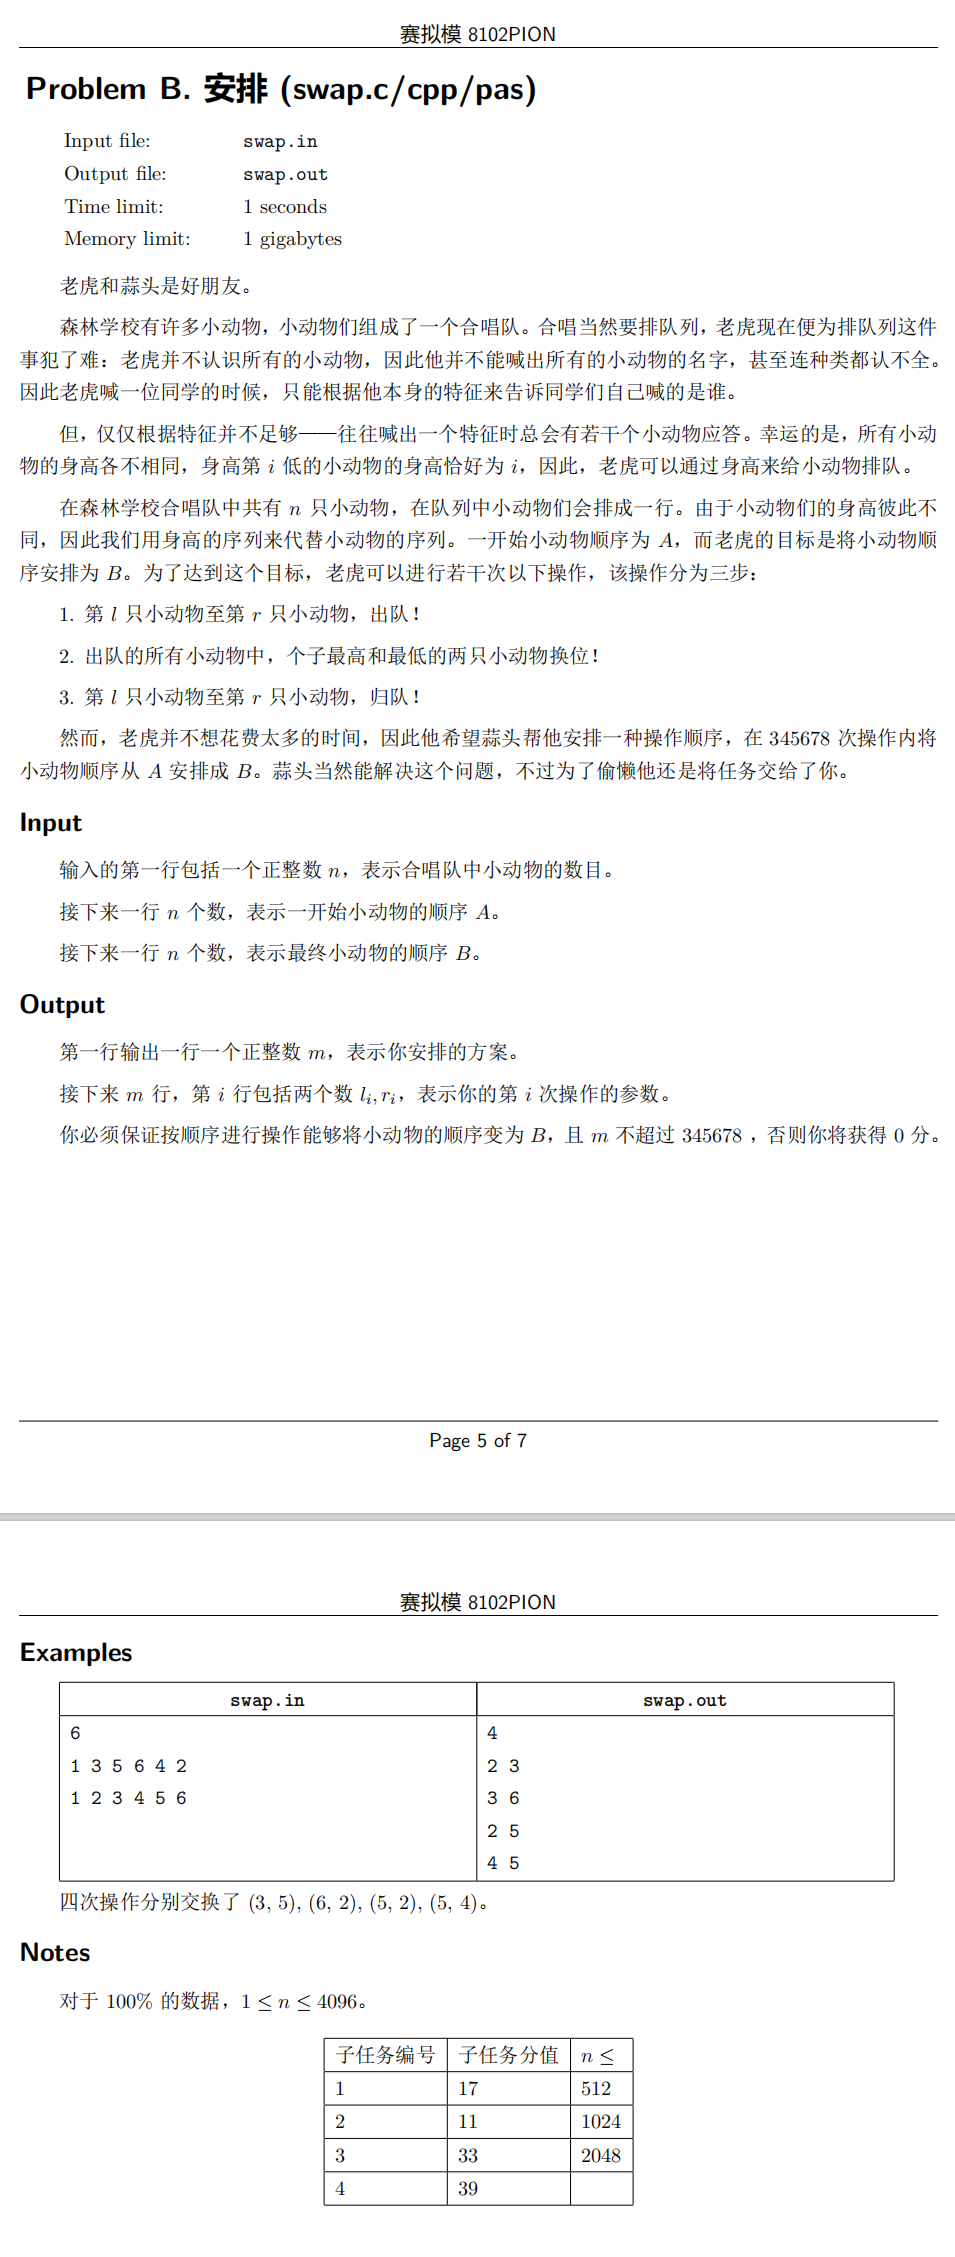 赛拟模 8102PION
Problem B. 安排 (swap.c/cpp/pas)
Input file: swap.in
Output file: swap.out
Time limit: 1 seconds
Memory limit: 1 gigabytes
老虎和蒜头是好朋友。
森林学校有许多小动物，小动物们组成了一个合唱队。合唱当然要排队列，老虎现在便为排队列这件
事犯了难：老虎并不认识所有的小动物，因此他并不能喊出所有的小动物的名字，甚至连种类都认不全。
因此老虎喊一位同学的时候，只能根据他本身的特征来告诉同学们自己喊的是谁。
但，仅仅根据特征并不足够——往往喊出一个特征时总会有若干个小动物应答。幸运的是，所有小动
物的身高各不相同，身高第 i 低的小动物的身高恰好为 i，因此，老虎可以通过身高来给小动物排队。
在森林学校合唱队中共有 n 只小动物，在队列中小动物们会排成一行。由于小动物们的身高彼此不
同，因此我们用身高的序列来代替小动物的序列。一开始小动物顺序为 A，而老虎的目标是将小动物顺
序安排为 B。为了达到这个目标，老虎可以进行若干次以下操作，该操作分为三步：
1. 第 l 只小动物至第 r 只小动物，出队！
2. 出队的所有小动物中，个子最高和最低的两只小动物换位！
3. 第 l 只小动物至第 r 只小动物，归队！
然而，老虎并不想花费太多的时间，因此他希望蒜头帮他安排一种操作顺序，在 345678 次操作内将
小动物顺序从 A 安排成 B。蒜头当然能解决这个问题，不过为了偷懒他还是将任务交给了你。
Input
输入的第一行包括一个正整数 n，表示合唱队中小动物的数目。
接下来一行 n 个数，表示一开始小动物的顺序 A。
接下来一行 n 个数，表示最终小动物的顺序 B。
Output
第一行输出一行一个正整数 m，表示你安排的方案。
接下来 m 行，第 i 行包括两个数 l_i, r_i，表示你的第 i 次操作的参数。
你必须保证按顺序进行操作能够将小动物的顺序变为 B，且 m 不超过 345678 ，否则你将获得 0 分。
Page 5 of 7
赛拟模 8102PION
Examples
swap.in swap.out
6 4
1 3 5 6 4 2 2 3
1 2 3 4 5 6 3 6
2 5
4 5
四次操作分别交换了 (3, 5), (6, 2), (5, 2), (5, 4)。
Notes
对于 100% 的数据，1 ≤ n ≤ 4096。
子任务编号 子任务分值 n ≤
1 17 512
2 11 1024
3 33 2048
4 39